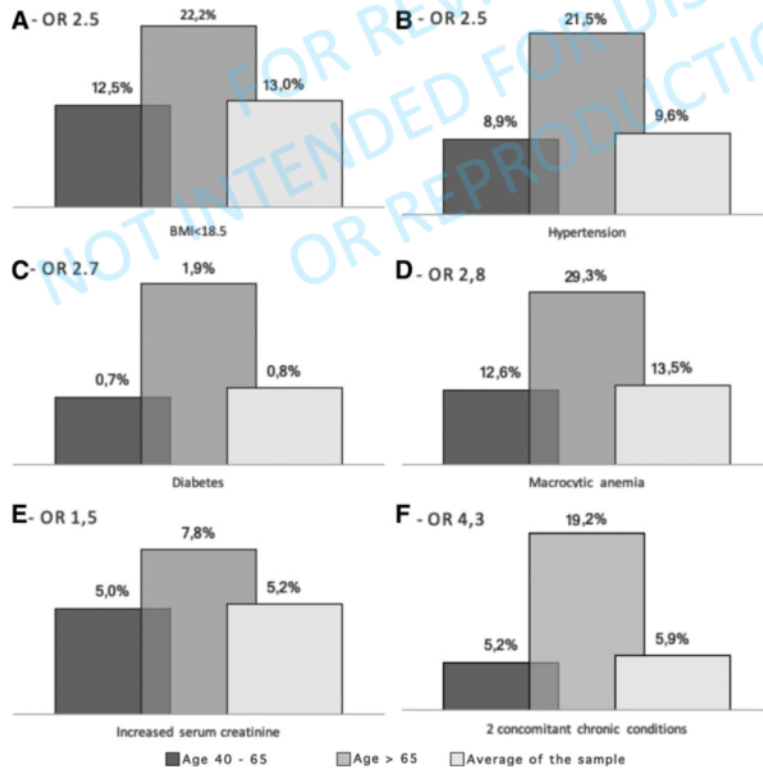 A - OR 2.5
22,2%
12,5%
13,0%
BMI<18.5
B - OR 2.5
21,5%
8,9%
9,6%
Hypertension
C - OR 2.7
1,9%
0,7%
0,8%
Diabetes
D - OR 2,8
29,3%
12,6%
13,5%
Macrocytic anemia
E - OR 1,5
7,8%
5,0%
5,2%
Increased serum creatinine
F - OR 4,3
19,2%
5,2%
5,9%
2 concomitant chronic conditions
Age 40 - 65 Age > 65 Average of the sample
FOR REV
NOT INTENDED FOR DIS
OR REPRODUCTIO